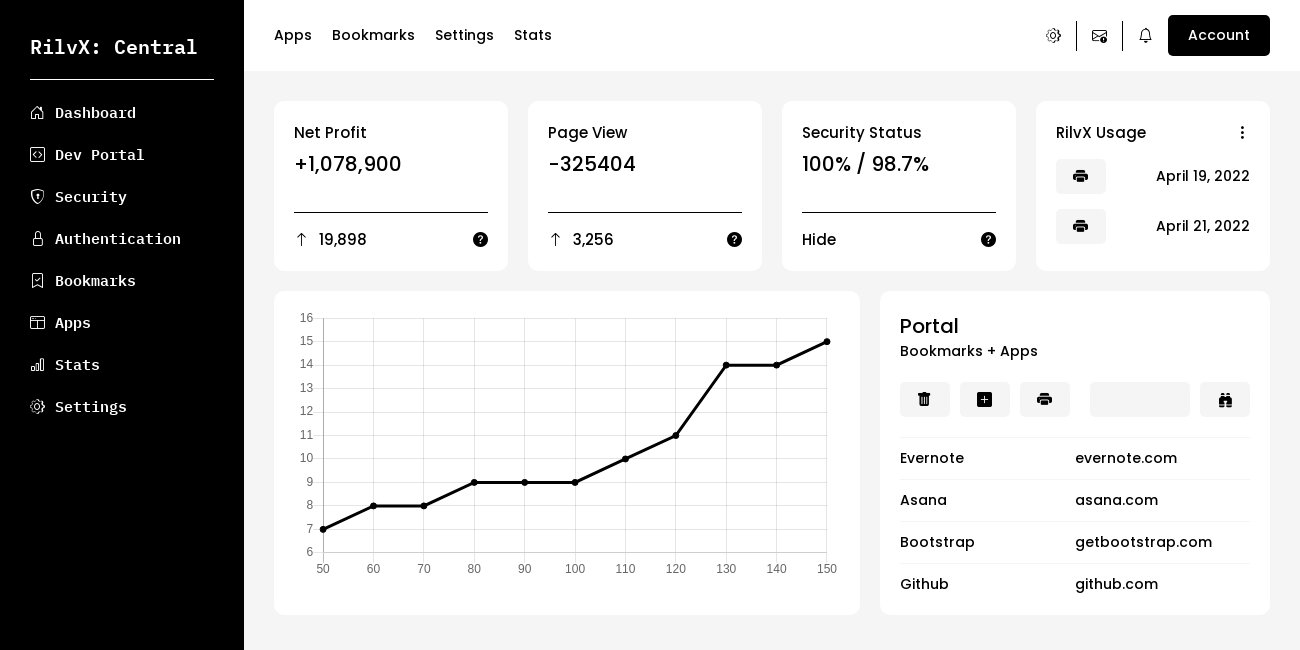 RilvX: Central
Dashboard
Dev Portal
Security
Authentication
Bookmarks
Apps
Stats
Settings
Apps Bookmarks Settings Stats
Account
Net Profit
+1,078,900
19,898
Page View
-325404
3,256
Security Status
100% / 98.7%
Hide
RilvX Usage
April 19, 2022
April 21, 2022
16
15
14
13
12
11
10
9
8
7
6
50 60 70 80 90 100 110 120 130 140 150
Portal
Bookmarks + Apps
Evernote evernote.com
Asana asana.com
Bootstrap getbootstrap.com
Github github.com